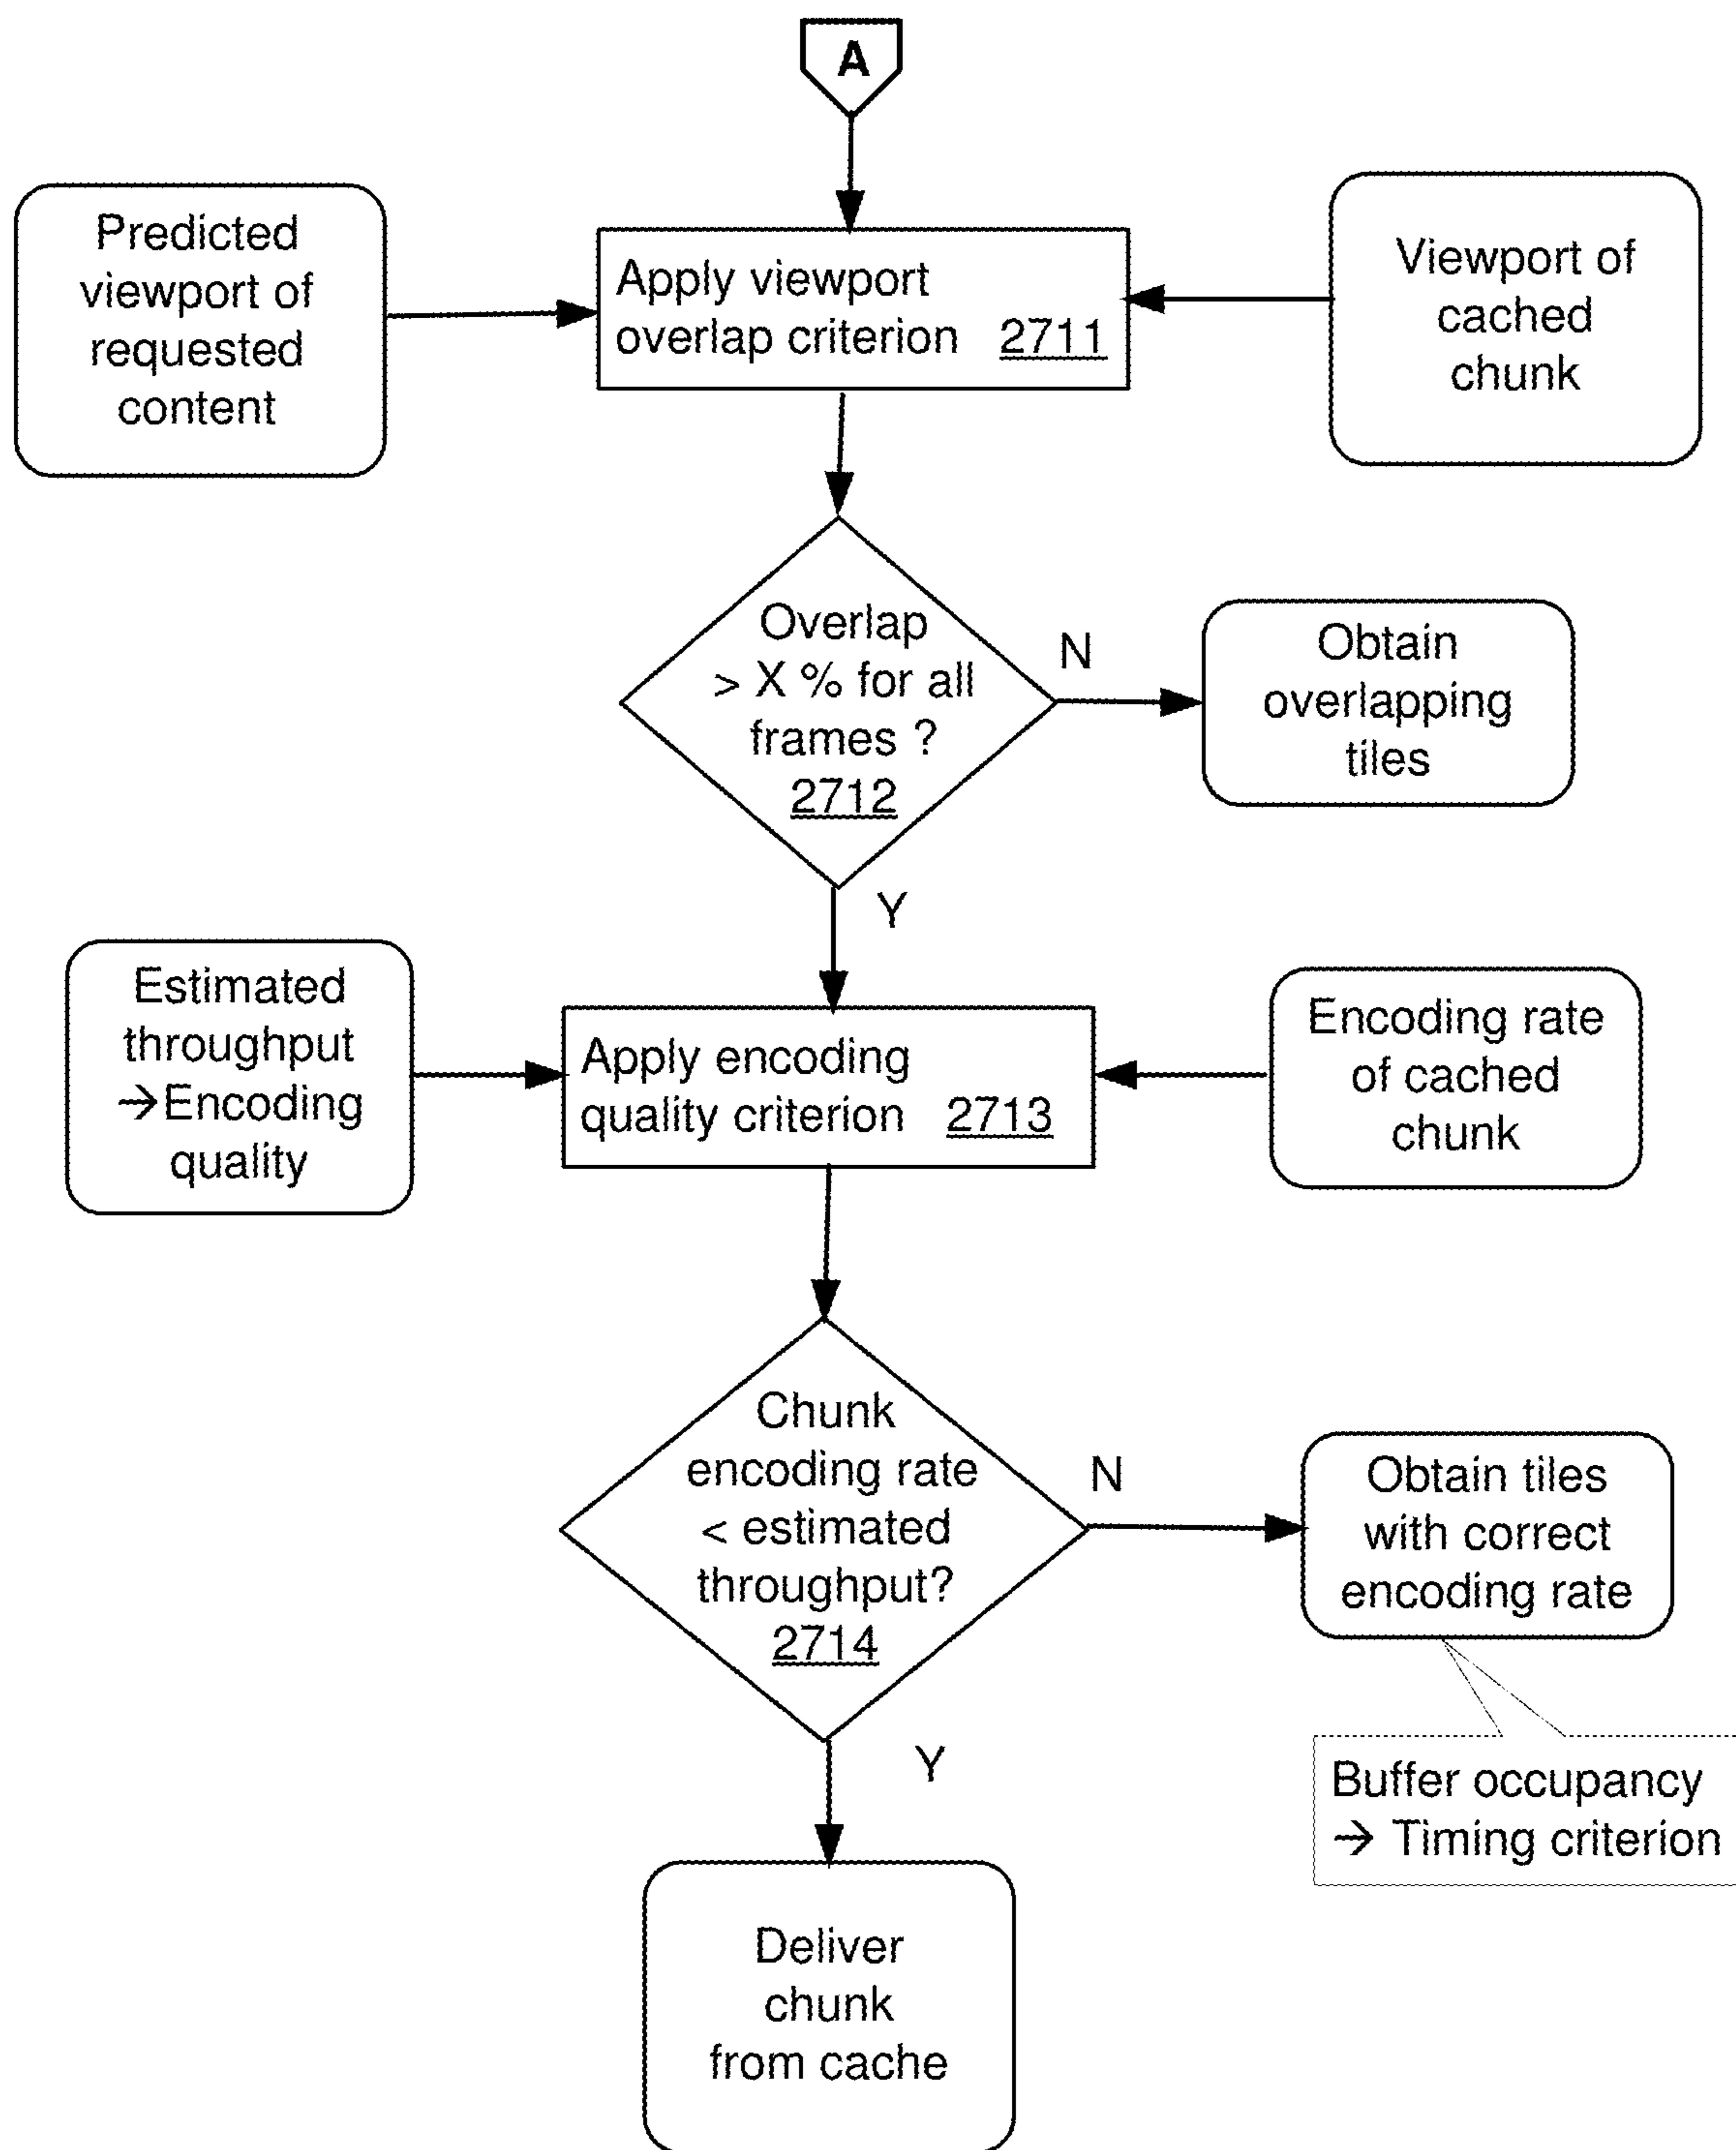 A
Predicted
viewport of
requested
content
Apply viewport
overlap criterion 2711
Viewport of
cached
chunk
Overlap
> X % for all
frames ?
2712
N
Obtain
overlapping
tiles
Y
Estimated
throughput
→Encoding
quality
Apply encoding
quality criterion 2713
Encoding rate
of cached
chunk
Chunk
encoding rate
< estimated
throughput?
2714
N
Obtain tiles
with correct
encoding rate
Y
Buffer occupancy
→ Timing criterion
Deliver
chunk
from cache